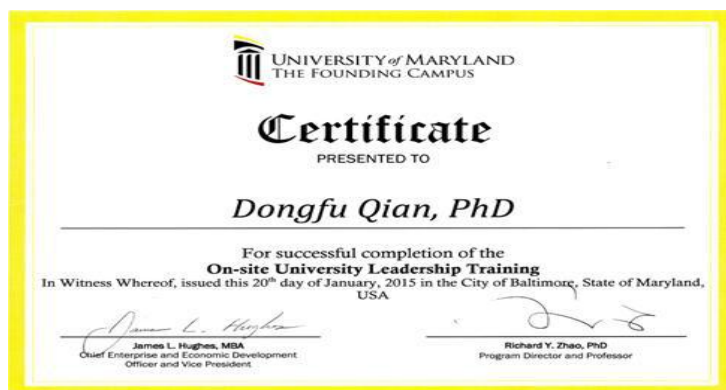 UNIVERSITY of MARYLAND
THE FOUNDING CAMPUS
Certificate
PRESENTED TO
Dongfu Qian, PhD
For successful completion of the
On-site University Leadership Training
In Witness Whereof, issued this 20th day of January, 2015 in the City of Baltimore, State of Maryland,
USA
James L. Hughes
James L. Hughes, MBA
Chief Enterprise and Economic Development
Officer and Vice President
Richard Y. Zhao, PhD
Program Director and Professor